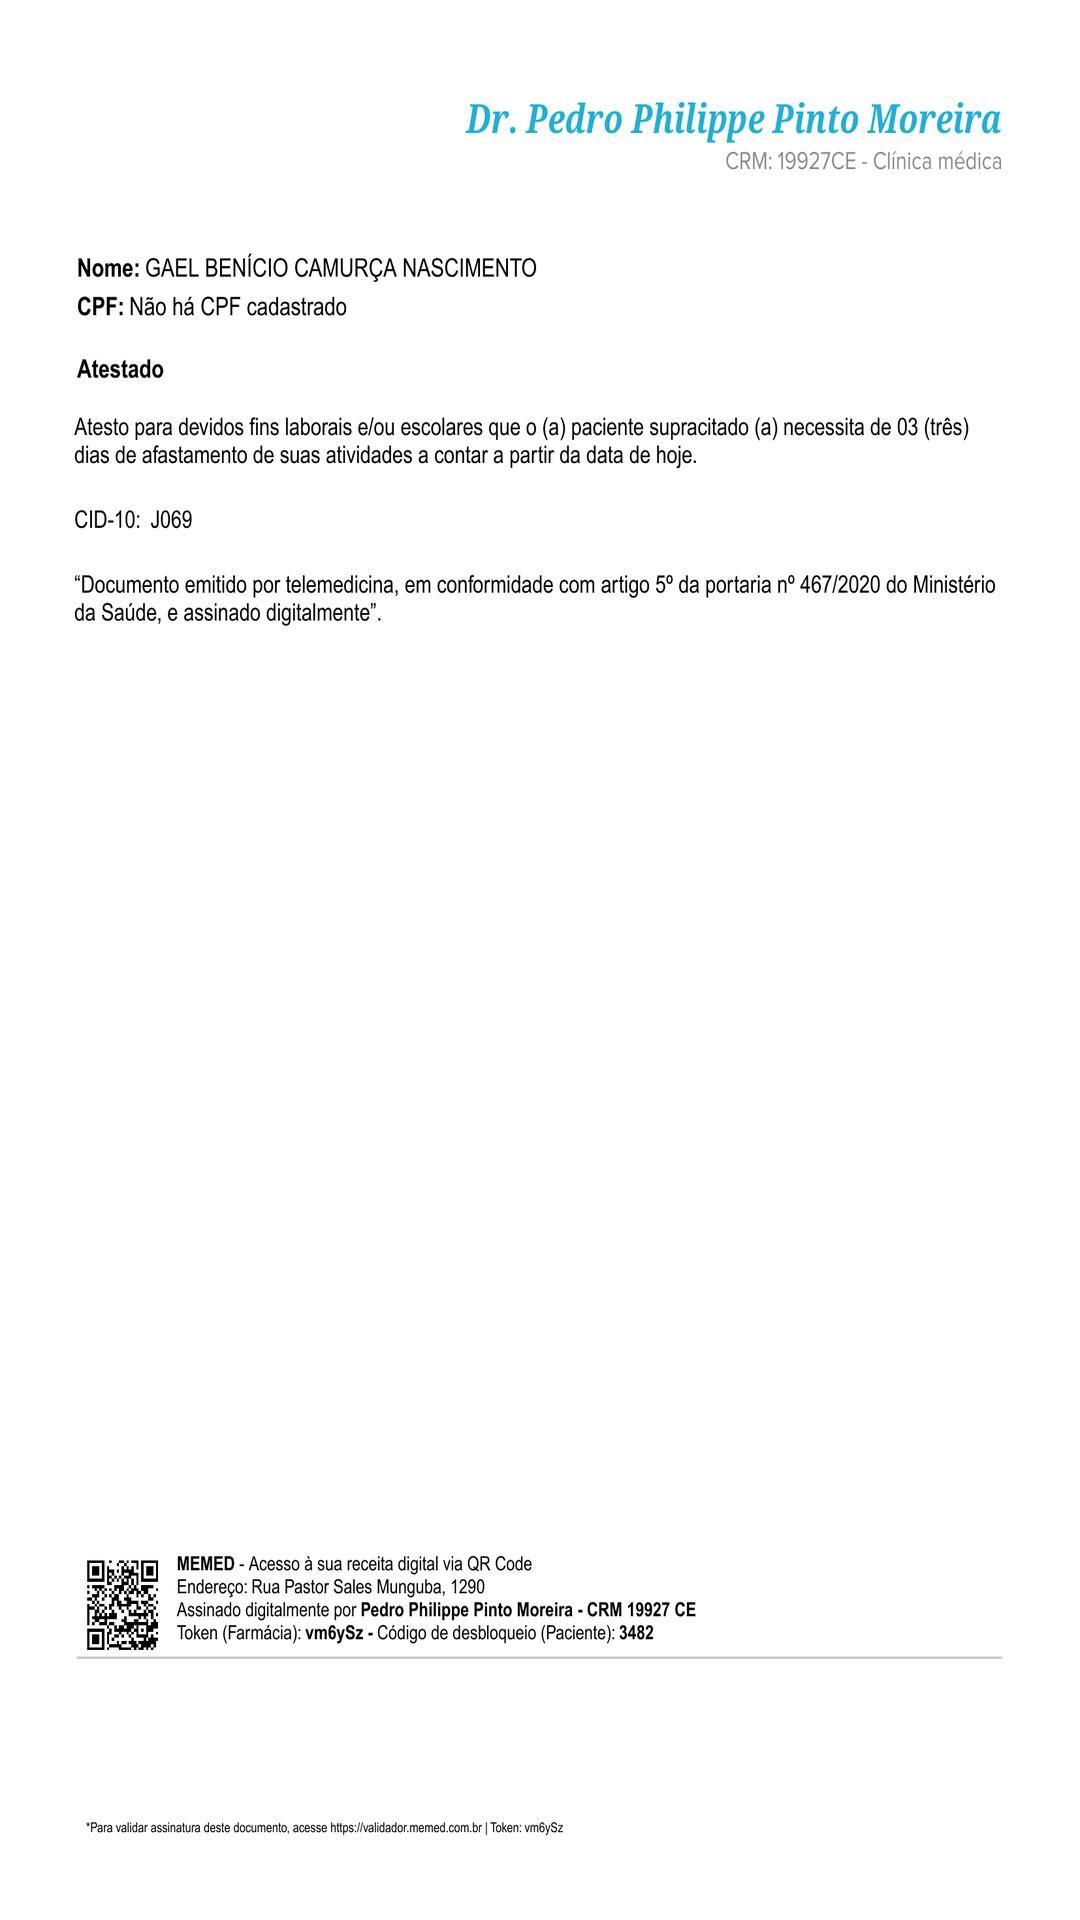 Dr. Pedro Philippe Pinto Moreira
CRM: 19927CE - Clínica médica
Nome: GAEL BENÍCIO CAMURÇA NASCIMENTO
CPF: Não há CPF cadastrado
Atestado
Atesto para devidos fins laborais e/ou escolares que o (a) paciente supracitado (a) necessita de 03 (três)
dias de afastamento de suas atividades a contar a partir da data de hoje.
CID-10:  J069
“Documento emitido por telemedicina, em conformidade com artigo 5º da portaria nº 467/2020 do Ministério
da Saúde, e assinado digitalmente”.
MEMED - Acesso à sua receita digital via QR Code
Endereço: Rua Pastor Sales Munguba, 1290
Assinado digitalmente por Pedro Philippe Pinto Moreira - CRM 19927 CE
Token (Farmácia): vm6ySz - Código de desbloqueio (Paciente): 3482
*Para validar assinatura deste documento, acesse https://validador.memed.com.br | Token: vm6ySz